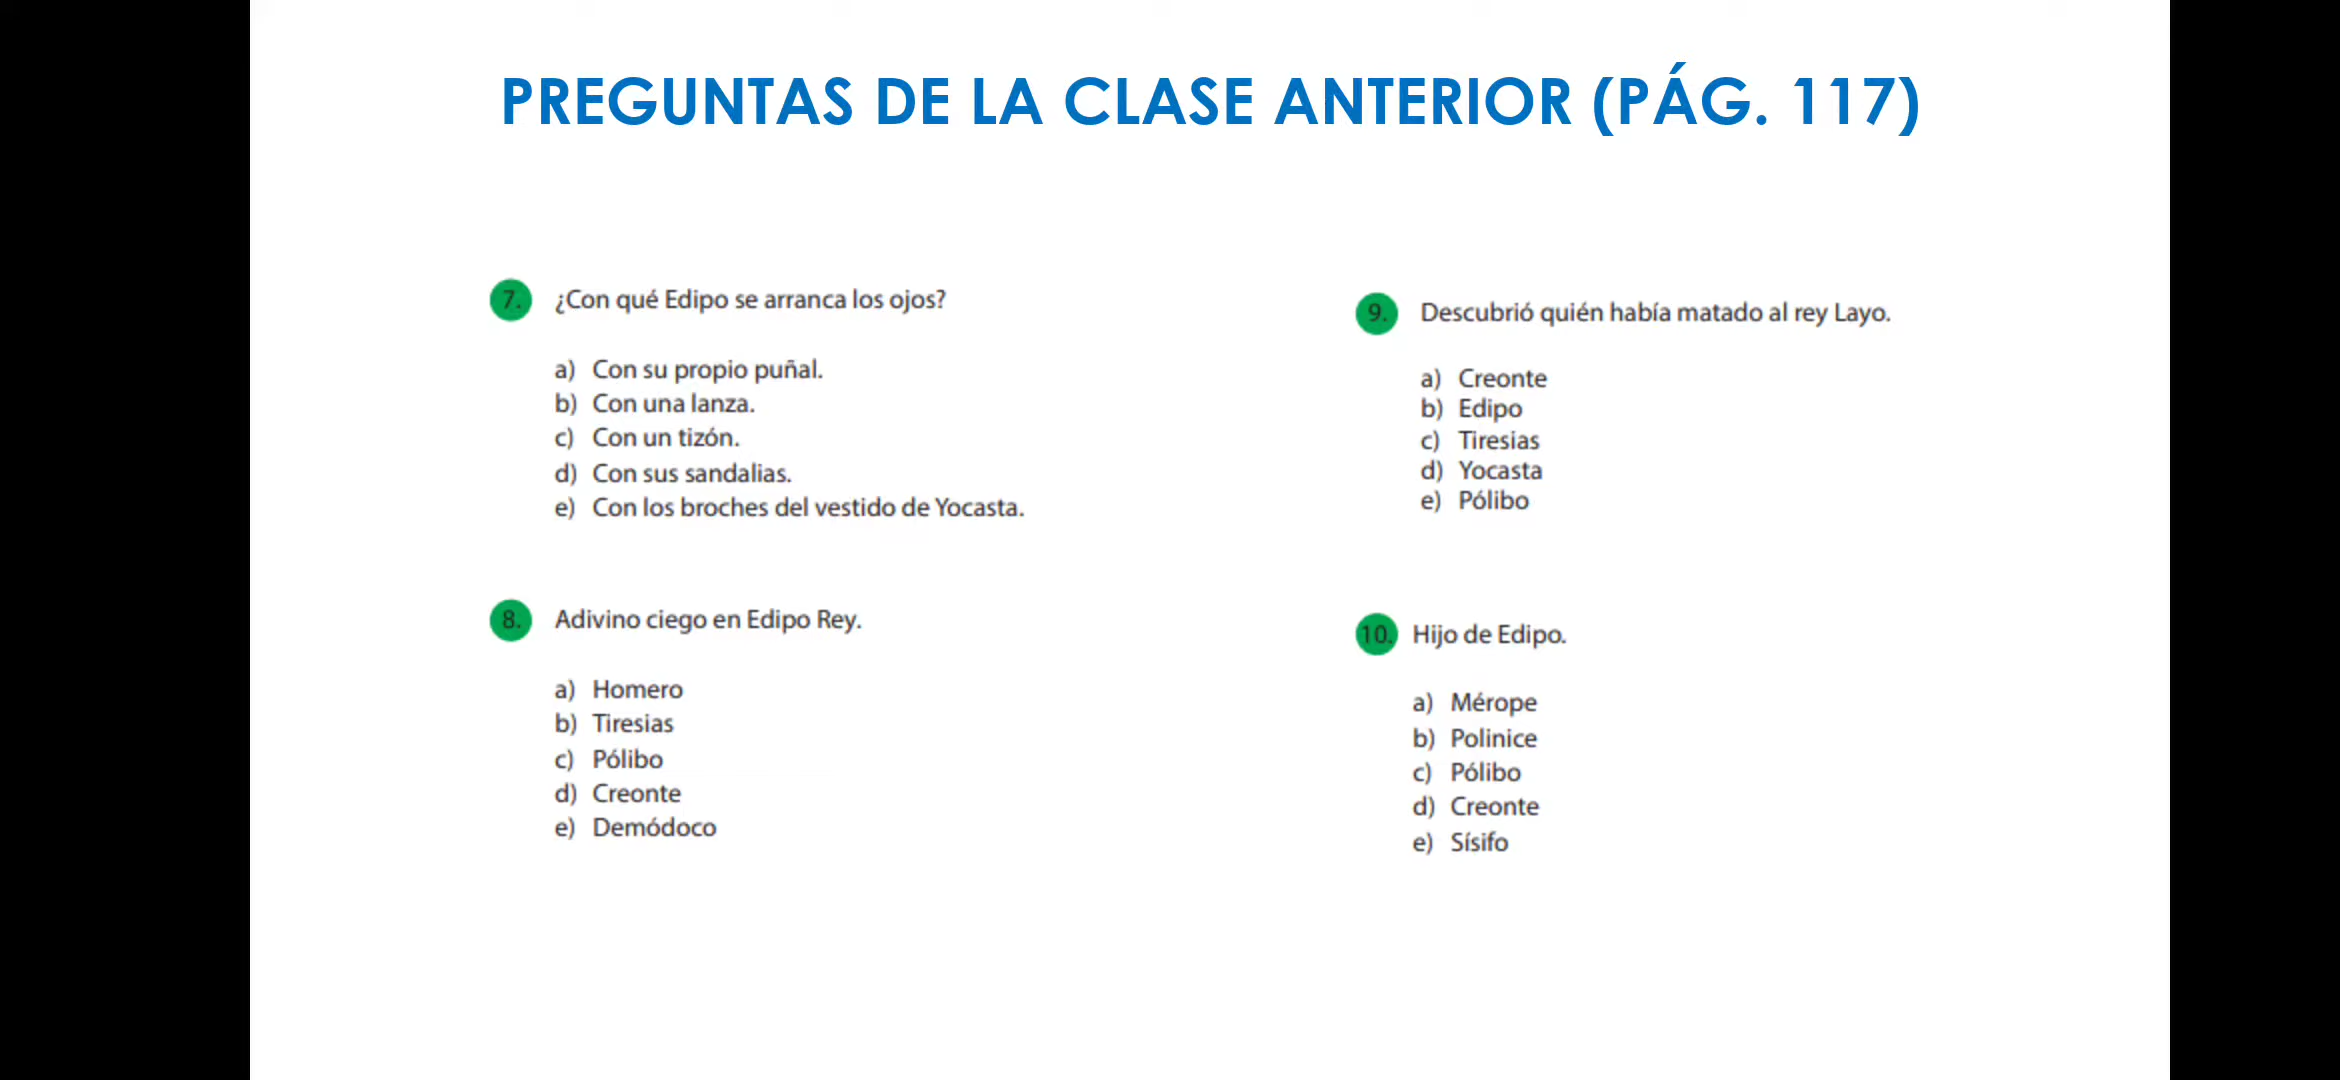 PREGUNTAS DE LA CLASE ANTERIOR (PÁG. 117)
7. ¿Con qué Edipo se arranca los ojos?
a) Con su propio puñal.
b) Con una lanza.
c) Con un tizón.
d) Con sus sandalias.
e) Con los broches del vestido de Yocasta.
8. Adivino ciego en Edipo Rey.
a) Homero
b) Tiresias
c) Pólibo
d) Creonte
e) Demódoco
9. Descubrió quién había matado al rey Layo.
a) Creonte
b) Edipo
c) Tiresias
d) Yocasta
e) Pólibo
10. Hijo de Edipo.
a) Mérope
b) Polinice
c) Pólibo
d) Creonte
e) Sísifo